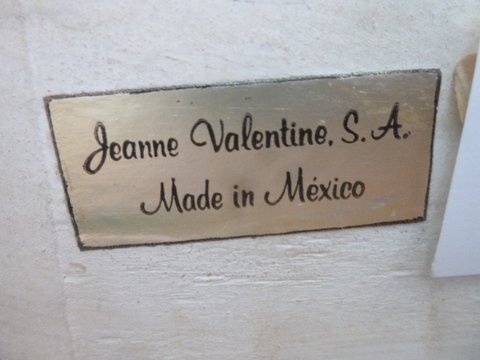 Jeanne Valentine, S. A.
Made in México